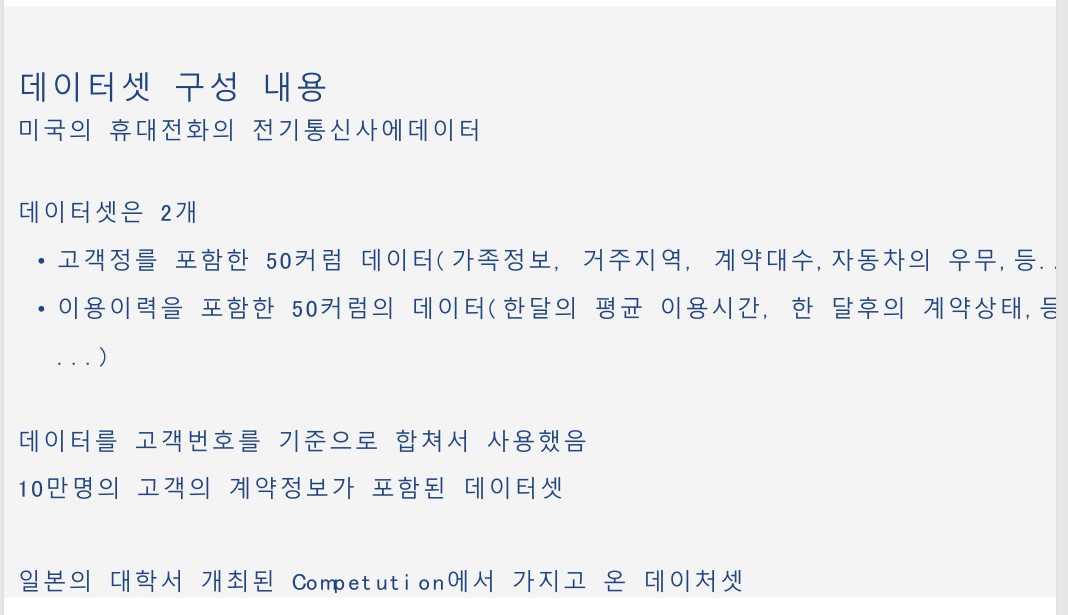 데이터셋 구성 내용
미국의 휴대전화의 전기통신사에데이터
데이터셋은 2개
• 고객정를 포함한 50커럼 데이터(가족정보, 거주지역, 계약대수,자동차의 우무,등..
• 이용이력을 포함한 50커럼의 데이터(한달의 평균 이용시간, 한 달후의 계약상태,등
...)
데이터를 고객번호를 기준으로 합쳐서 사용했음
10만명의 고객의 계약정보가 포함된 데이터셋
일본의 대학서 개최된 Competution에서 가지고 온 데이처셋